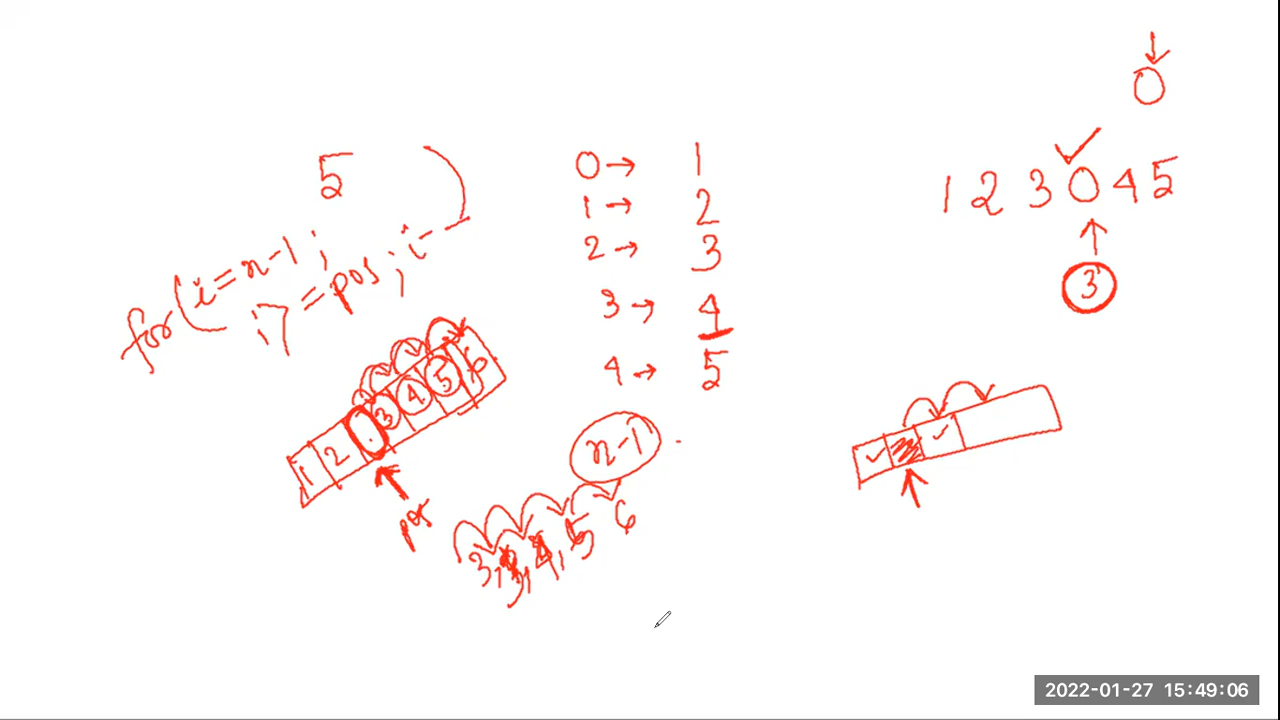 0
5
0 → 1
1 → 2
2 → 3
3 → 4
4 → 5
1 2 3 0 4 5
3
for(i=n-1;
i>=pos;i--)
1 2 . 3 4 5 6
pos
n-1
5 6
2022-01-27 15:49:06